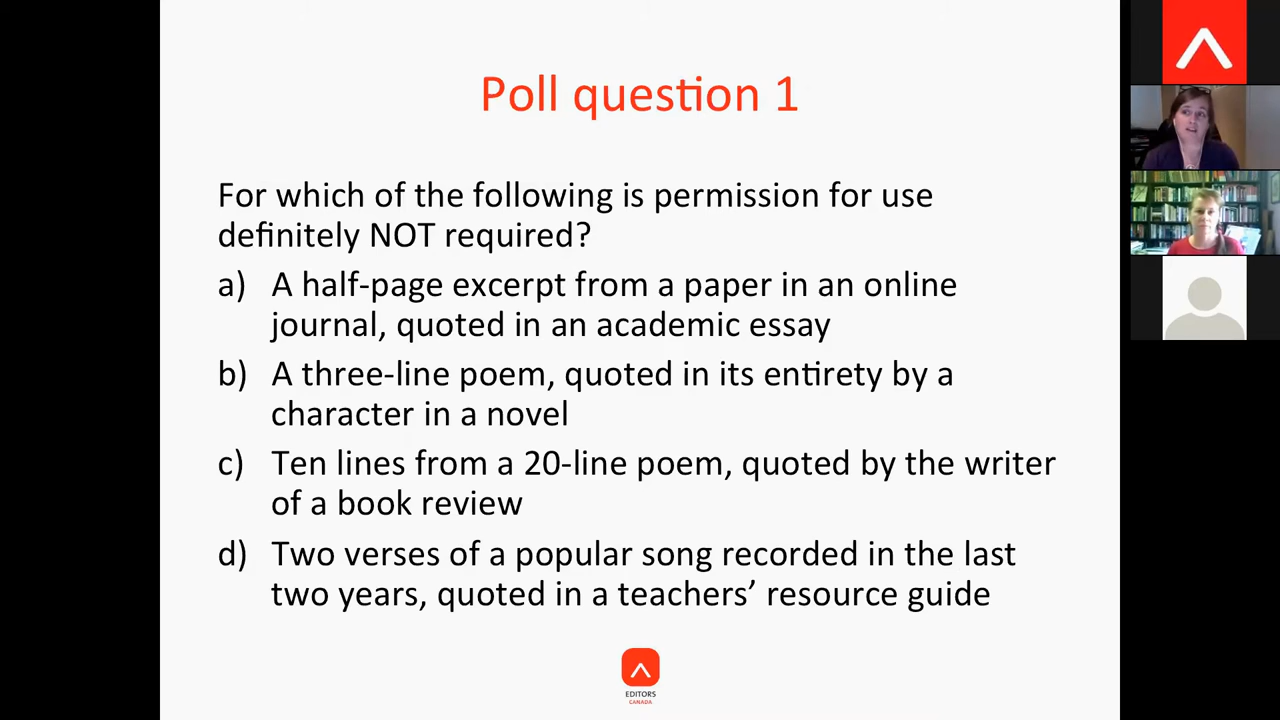 Poll question 1
For which of the following is permission for use
definitely NOT required?
a) A half-page excerpt from a paper in an online
journal, quoted in an academic essay
b) A three-line poem, quoted in its entirety by a
character in a novel
c) Ten lines from a 20-line poem, quoted by the writer
of a book review
d) Two verses of a popular song recorded in the last
two years, quoted in a teachers’ resource guide
EDITORS
CANADA